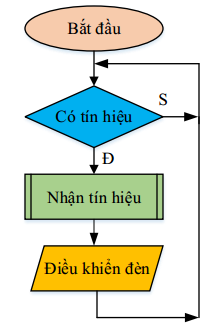 Bắt đầu
Có tín hiệu
S
Đ
Nhận tín hiệu
Điều khiển đèn